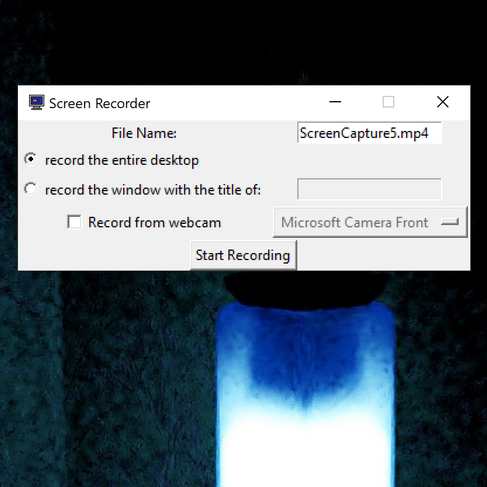 Screen Recorder
File Name: ScreenCapture5.mp4
record the entire desktop
record the window with the title of:
Record from webcam Microsoft Camera Front
Start Recording